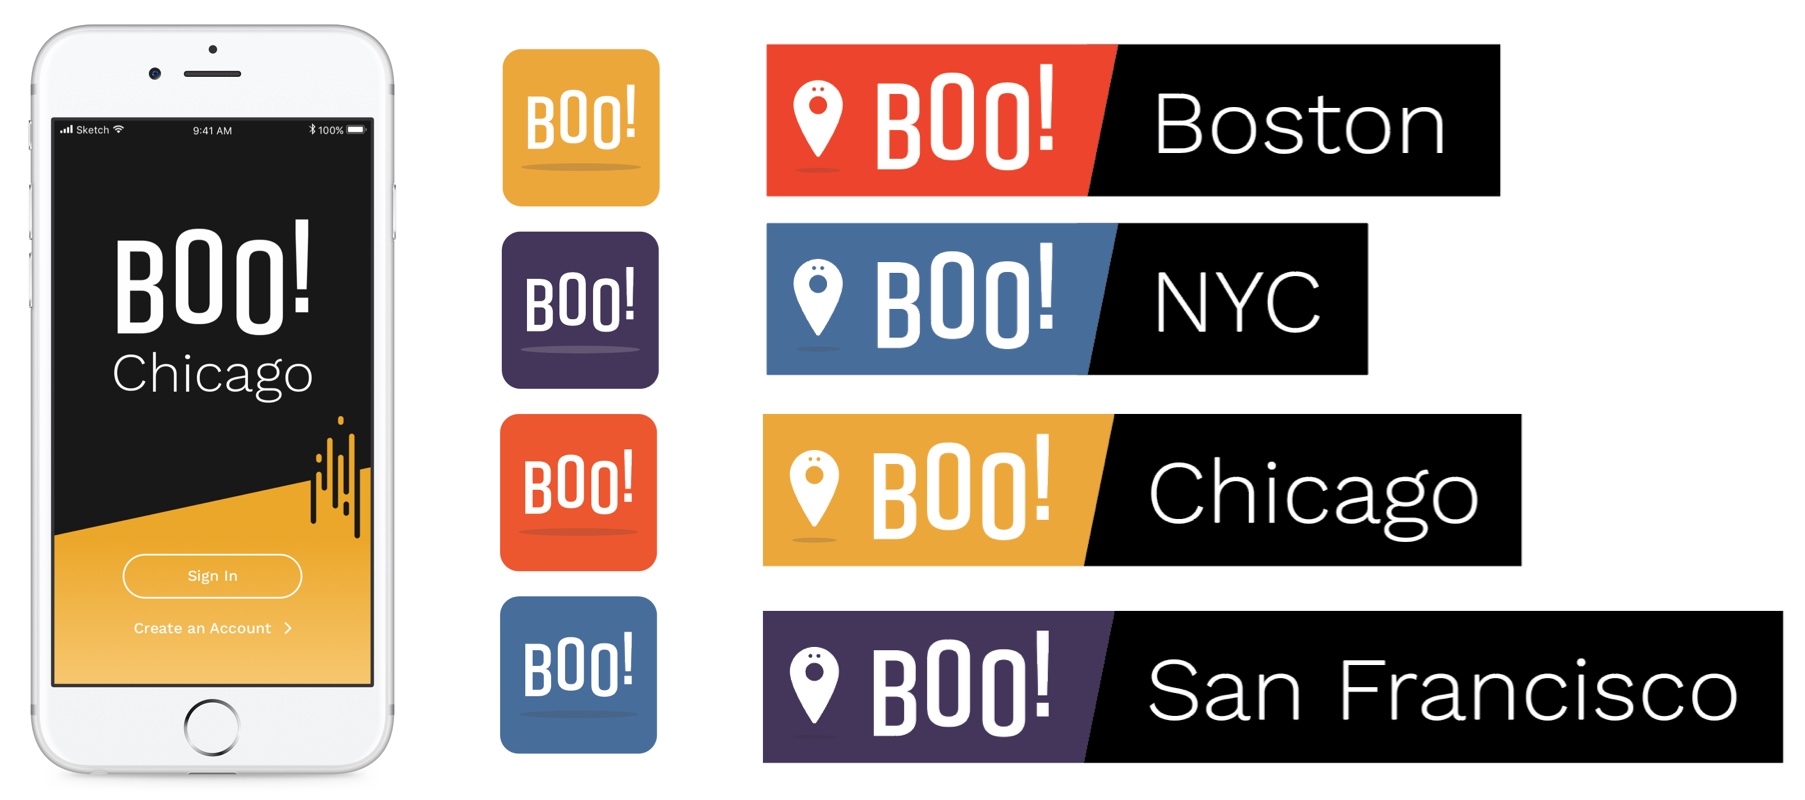 Sketch 9:41 AM 100%
BOO!
Chicago
Sign In
Create an Account
BOO!
BOO!
BOO!
BOO!
BOO! Boston
BOO! NYC
BOO! Chicago
BOO! San Francisco